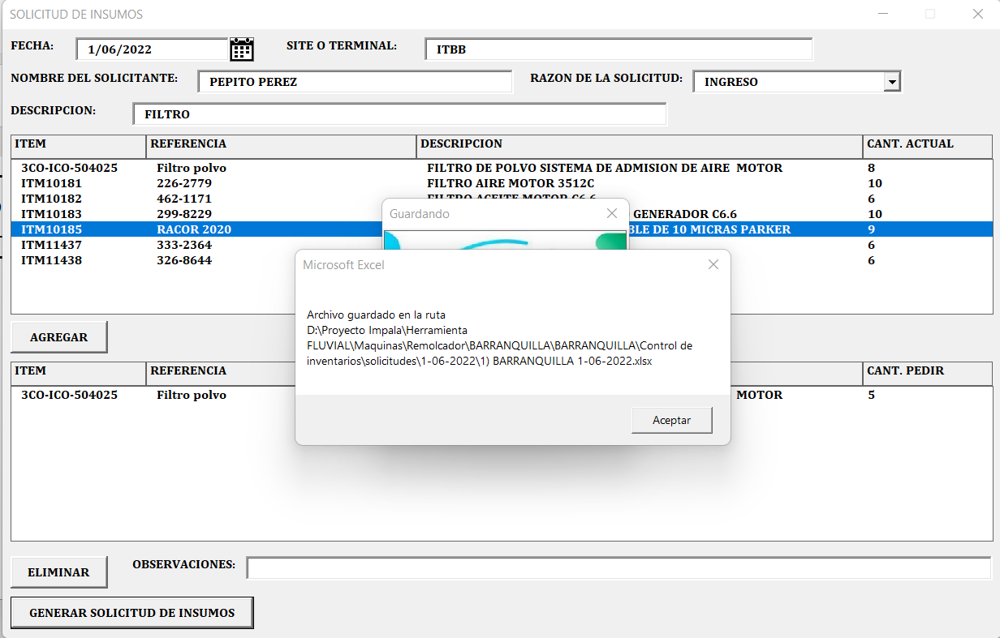 SOLICITUD DE INSUMOS
FECHA: 1/06/2022 SITE O TERMINAL: ITBB
NOMBRE DEL SOLICITANTE: PEPITO PEREZ RAZON DE LA SOLICITUD: INGRESO
DESCRIPCION: FILTRO
ITEM REFERENCIA DESCRIPCION CANT. ACTUAL
3CO-ICO-504025 Filtro polvo FILTRO DE POLVO SISTEMA DE ADMISION DE AIRE MOTOR 8
ITM10181 226-2779 FILTRO AIRE MOTOR 3512C 10
ITM10182 462-1171 FILTRO ACEITE MOTOR C6.6 6
ITM10183 299-8229 GENERADOR C6.6 10
ITM10185 RACOR 2020 BLE DE 10 MICRAS PARKER 9
ITM11437 333-2364 6
ITM11438 326-8644 6
Guardando
Microsoft Excel
Archivo guardado en la ruta
D:\Proyecto Impala\Herramienta
FLUVIAL\Maquinas\Remolcador\BARRANQUILLA\BARRANQUILLA\Control de
inventarios\solicitudes\1-06-2022\1) BARRANQUILLA 1-06-2022.xlsx
Aceptar
AGREGAR
ITEM REFERENCIA CANT. PEDIR
3CO-ICO-504025 Filtro polvo MOTOR 5
ELIMINAR OBSERVACIONES:
GENERAR SOLICITUD DE INSUMOS